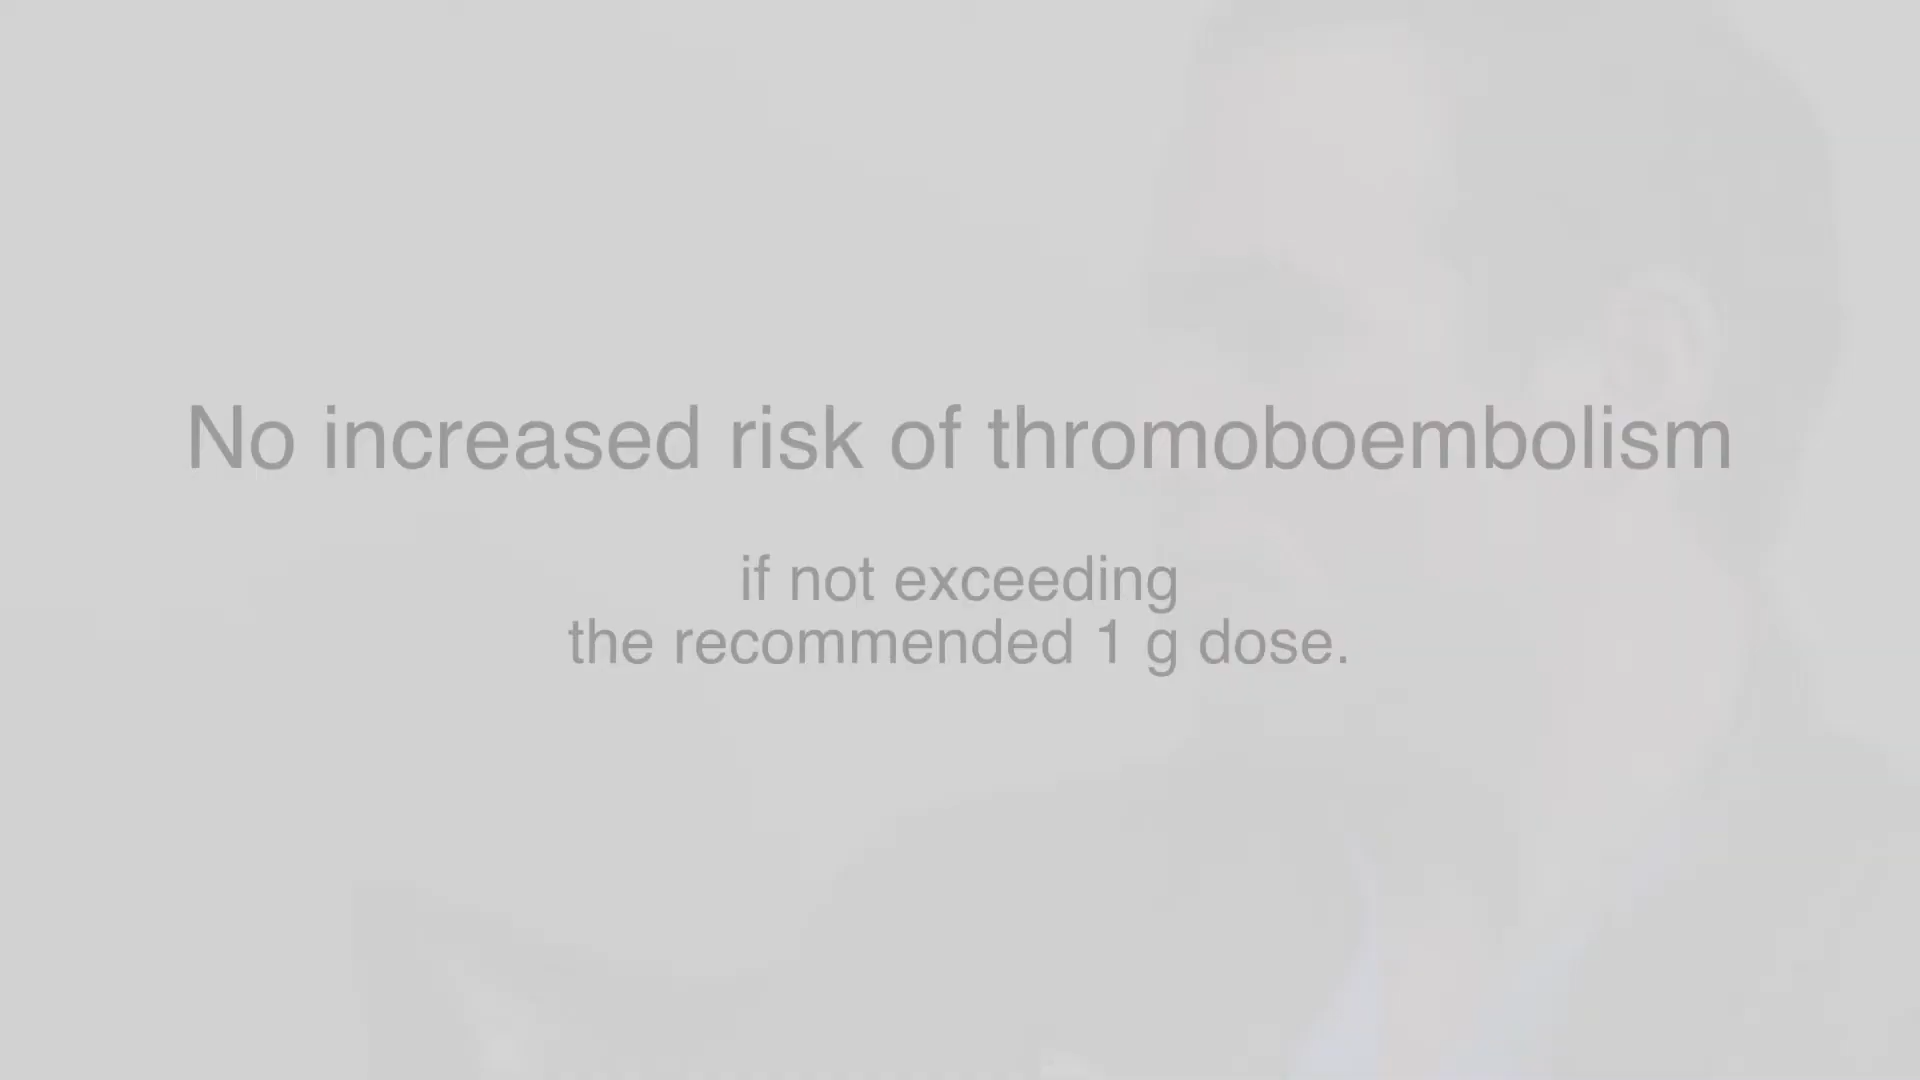 No increased risk of thromoboembolism
if not exceeding
the recommended 1 g dose.